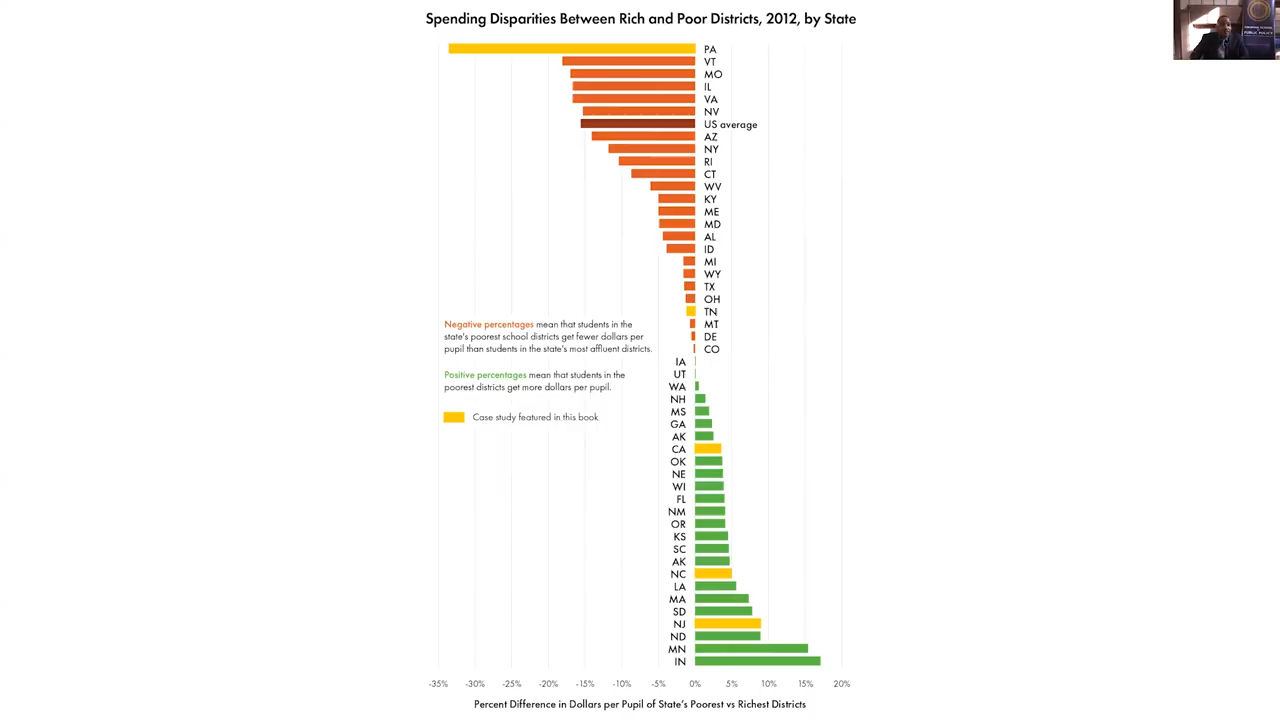 Spending Disparities Between Rich and Poor Districts, 2012, by State
PA
VT
MO
IL
VA
NV
US average
AZ
NY
RI
CT
WV
KY
ME
MD
AL
ID
MI
WY
TX
OH
TN
MT
DE
CO
Negative percentages mean that students in the
state's poorest school districts get fewer dollars per
pupil than students in the state's most affluent districts.
Positive percentages mean that students in the
poorest districts get more dollars per pupil.
Case study featured in this book
IA
UT
WA
NH
MS
GA
AK
CA
OK
NE
WI
FL
NM
OR
KS
SC
AK
NC
LA
MA
SD
NJ
ND
MN
IN
-35% -30% -25% -20% -15% -10% -5% 0% 5% 10% 15% 20%
Percent Difference in Dollars per Pupil of State's Poorest vs Richest Districts
PUBLIC POLICY